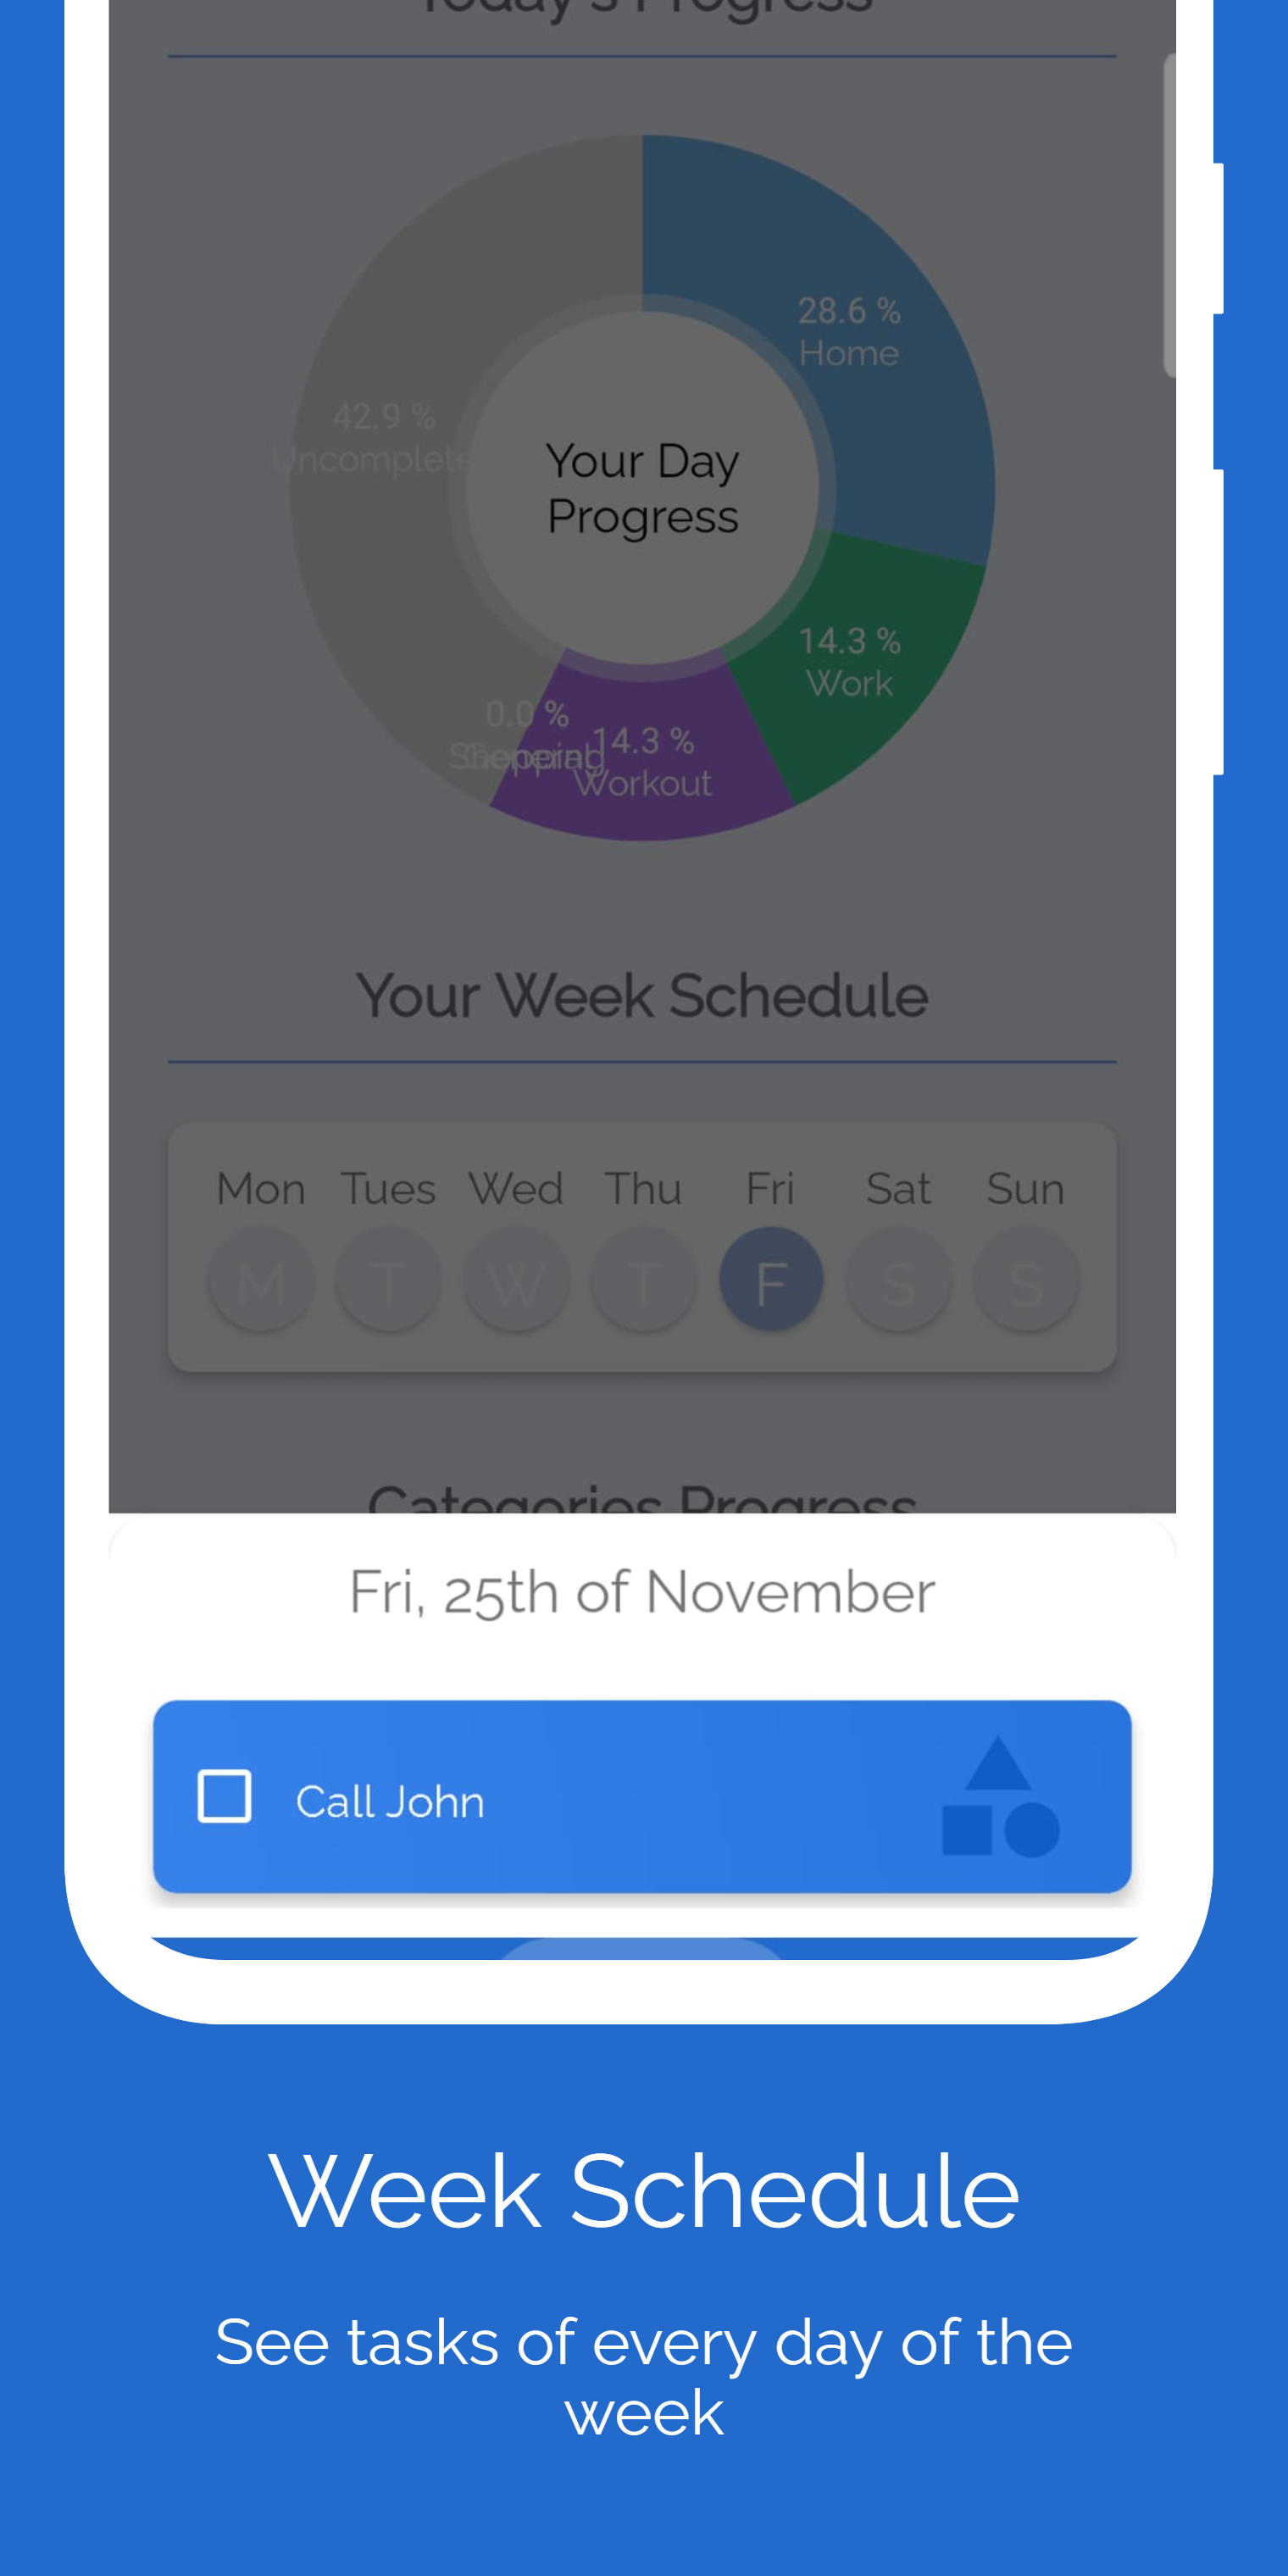 Today's Progress
28.6 %
Home
42.9 %
Uncomplete
Your Day
Progress
14.3 %
Work
0.0 %
14.3 %
Workout
Your Week Schedule
Mon Tues Wed Thu Fri Sat Sun
M T W T F S S
Categories Progress
Fri, 25th of November
Call John
Week Schedule
See tasks of every day of the
week